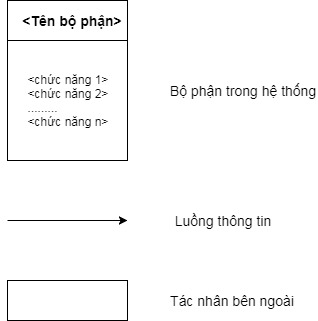 <Tên bộ phận>
<chức năng 1>
<chức năng 2>
.........
<chức năng n>
Bộ phận trong hệ thống
Luồng thông tin
Tác nhân bên ngoài